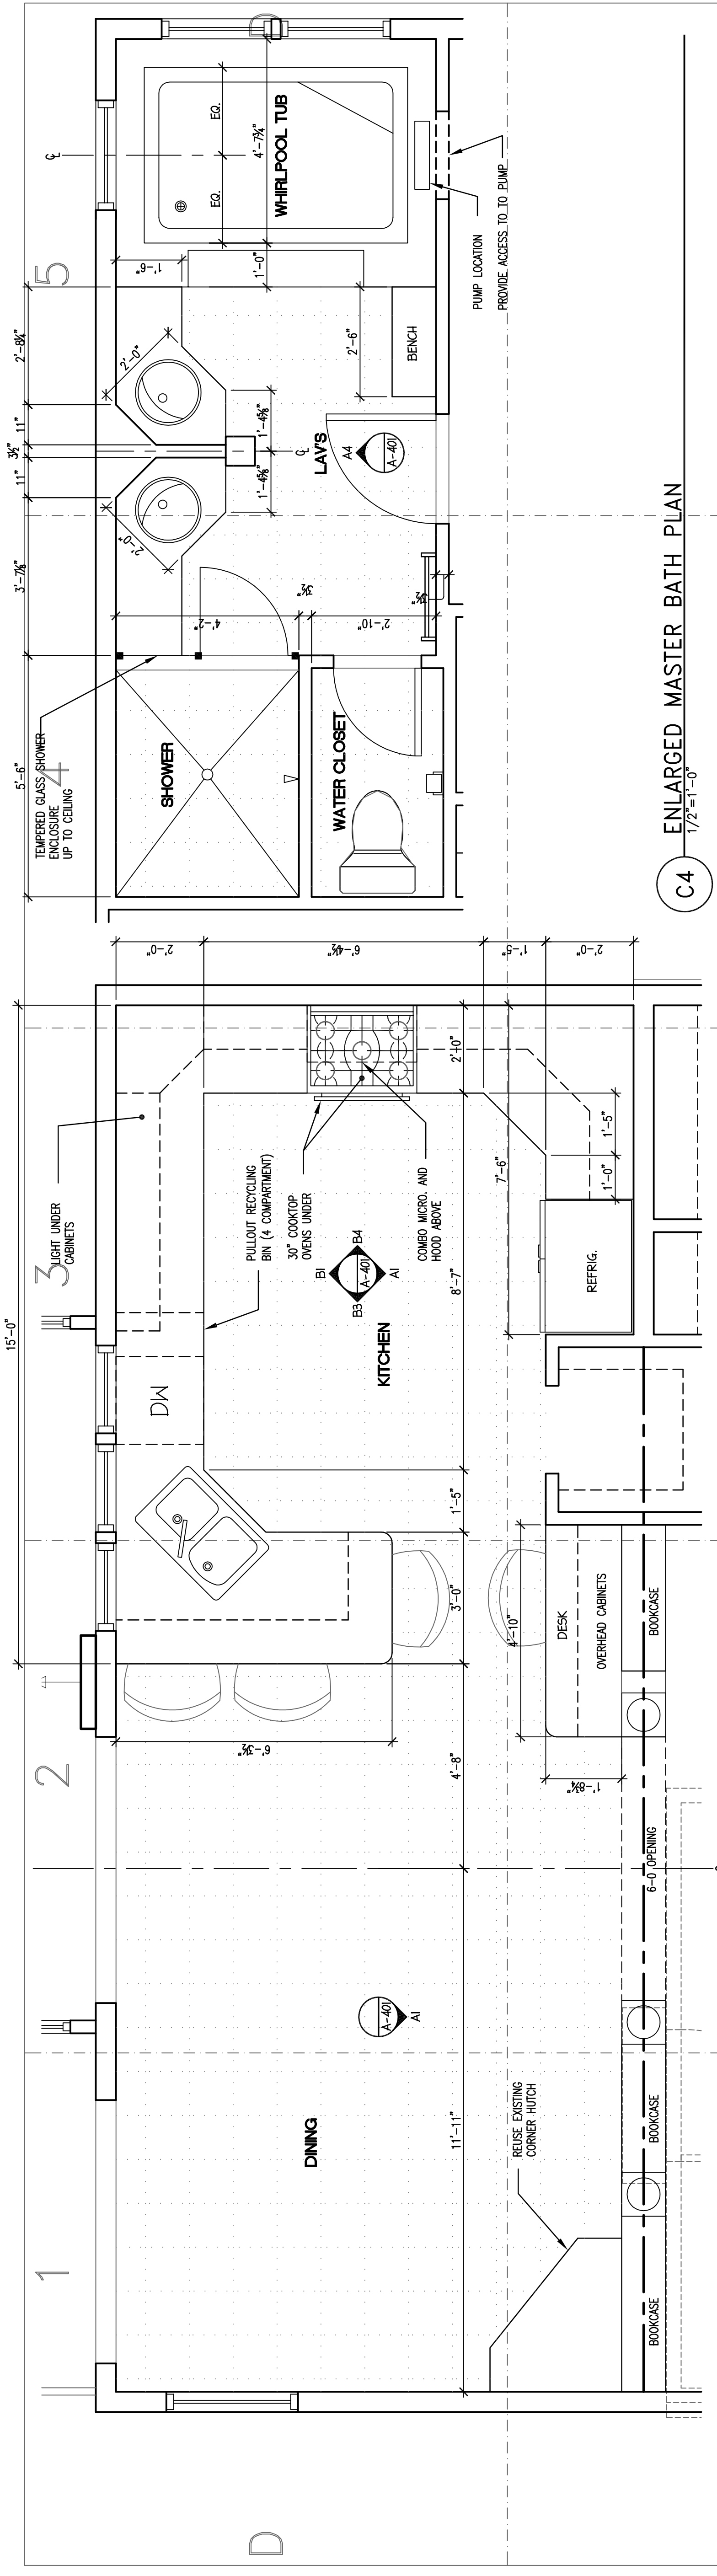 1
2
3
4
5
D
D
15'-0"
LIGHT UNDER
CABINETS
DW
PULLOUT RECYCLING
BIN (4 COMPARTMENT)
30" COOKTOP
OVENS UNDER
COMBO MICRO. AND
HOOD ABOVE
B1
B3
A-401
B4
A1
KITCHEN
2'-0"
6'-4½"
1'-5"
2'-0"
2'-0"
8'-7"
1'-5"
3'-0"
4'-8"
11'-11"
7'-6"
1'-0"
1'-5"
REFRIG.
6'-3½"
4'-10"
1'-8¾"
DESK
OVERHEAD CABINETS
BOOKCASE
6-0 OPENING
BOOKCASE
BOOKCASE
DINING
A-401
A1
REUSE EXISTING
CORNER HUTCH
5'-6"
3'-7⅛"
11"
3½"
11"
2'-8¼"
TEMPERED GLASS SHOWER
ENCLOSURE
UP TO CEILING
SHOWER
WATER CLOSET
4'-2"
3½"
2'-10"
3½"
2'-0"
2'-0"
1'-4⅝"
1'-4⅝"
LAV'S
A4
A-401
1'-6"
1'-0"
4'-7¾"
EQ.
EQ.
WHIRLPOOL TUB
2'-6"
BENCH
PUMP LOCATION
PROVIDE ACCESS TO TO PUMP
C4
ENLARGED MASTER BATH PLAN
1/2"=1'-0"